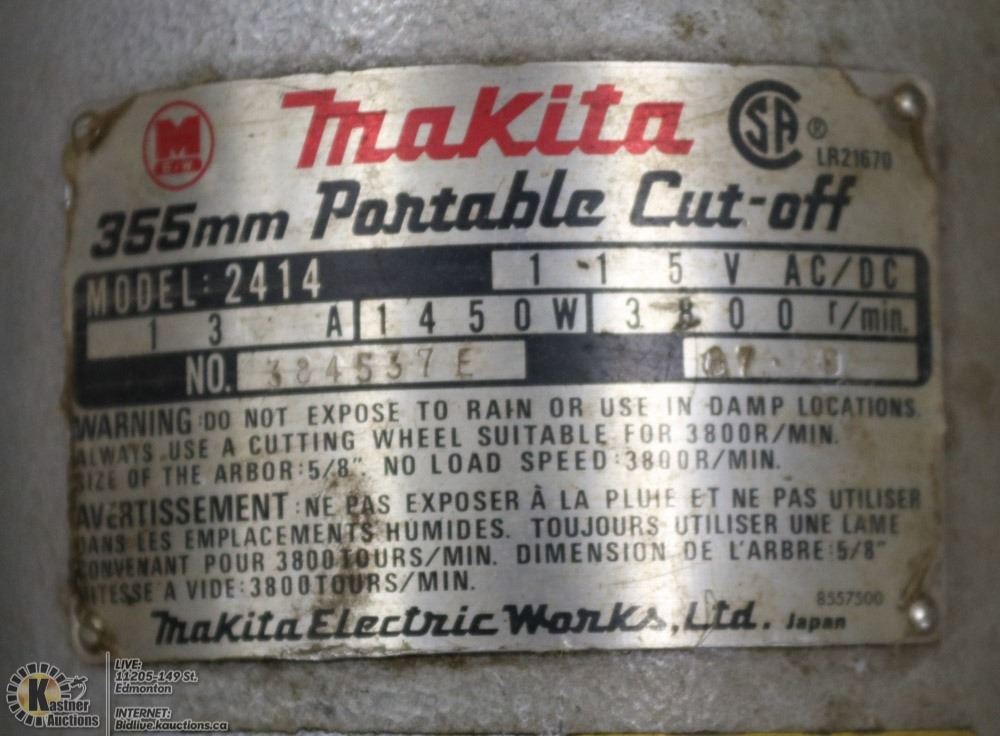 M
Makita
CSA ®
LR21670
355mm Portable Cut-off
MODEL: 2414 115V AC/DC
13 A 1450W 3800 r/min.
NO. 384537E 87·
WARNING:DO NOT EXPOSE TO RAIN OR USE IN DAMP LOCATIONS.
ALWAYS USE A CUTTING WHEEL SUITABLE FOR 3800R/MIN.
SIZE OF THE ARBOR:5/8". NO LOAD SPEED:3800R/MIN.
AVERTISSEMENT:NE PAS EXPOSER À LA PLUIE ET NE PAS UTILISER
DANS LES EMPLACEMENTS HUMIDES. TOUJOURS UTILISER UNE LAME
CONVENANT POUR 3800TOURS/MIN. DIMENSION DE L'ARBRE:5/8"
VITESSE A VIDE:3800TOURS/MIN.
8557500
Makita Electric Works, Ltd. Japan
K
Kastner
Auctions
LIVE:
11205-149 St.
Edmonton
INTERNET:
Bidlive.kauctions.ca